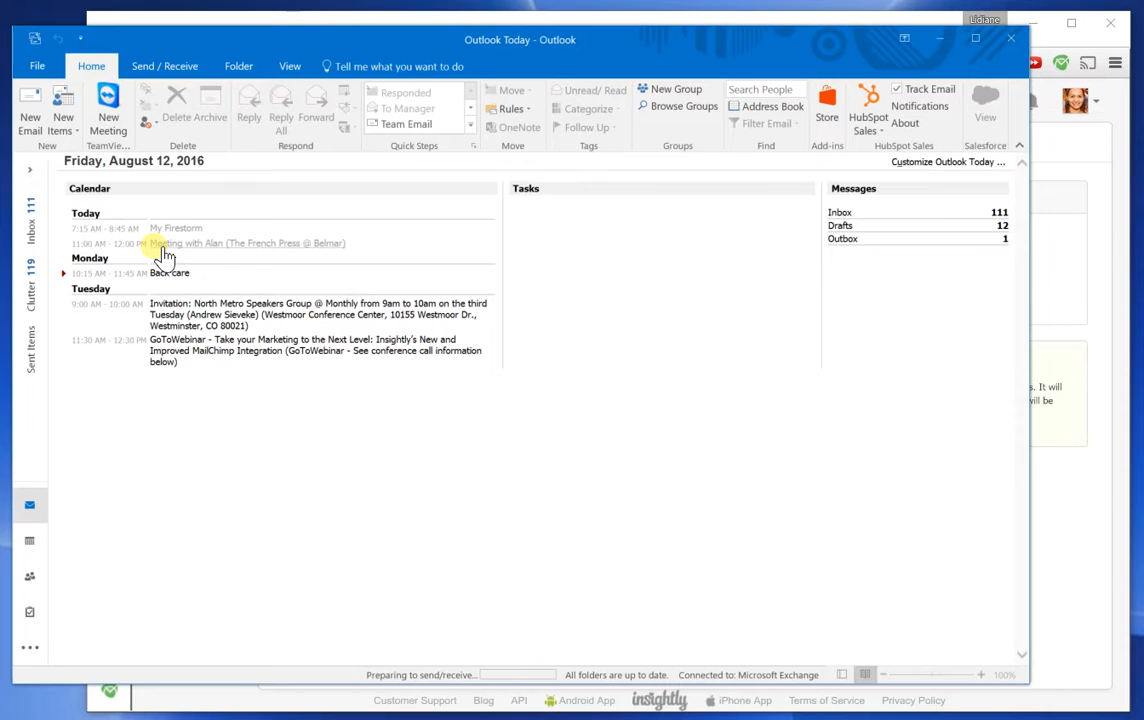 Lidiane
Outlook Today - Outlook
File Home Send / Receive Folder View Tell me what you want to do
New Email
New Items
New Meeting
Delete Archive
Reply
Reply All
Forward
Responded
To Manager
Team Email
Move
Rules
OneNote
Unread/ Read
Categorize
Follow Up
New Group
Browse Groups
Search People
Address Book
Filter Email
Store
HubSpot Sales
Track Email
Notifications
About
View
New TeamVie... Delete Respond Quick Steps Move Tags Groups Find Add-ins HubSpot Sales Salesforce
Friday, August 12, 2016
Customize Outlook Today ...
Calendar Tasks Messages
Today
7:15 AM - 8:45 AM My Firestorm
11:00 AM - 12:00 PM Meeting with Alan (The French Press @ Belmar)
Monday
10:15 AM - 11:45 AM Back care
Tuesday
9:00 AM - 10:00 AM Invitation: North Metro Speakers Group @ Monthly from 9am to 10am on the third
Tuesday (Andrew Sieveke) (Westmoor Conference Center, 10155 Westmoor Dr.,
Westminster, CO 80021)
11:30 AM - 12:30 PM GoToWebinar - Take your Marketing to the Next Level: Insightly's New and
Improved MailChimp Integration (GoToWebinar - See conference call information
below)
Inbox 111
Drafts 12
Outbox 1
Inbox 111
Clutter 119
Sent Items
s. It will
will be
Preparing to send/receive... All folders are up to date. Connected to: Microsoft Exchange 100%
Customer Support Blog API Android App insightly iPhone App Terms of Service Privacy Policy